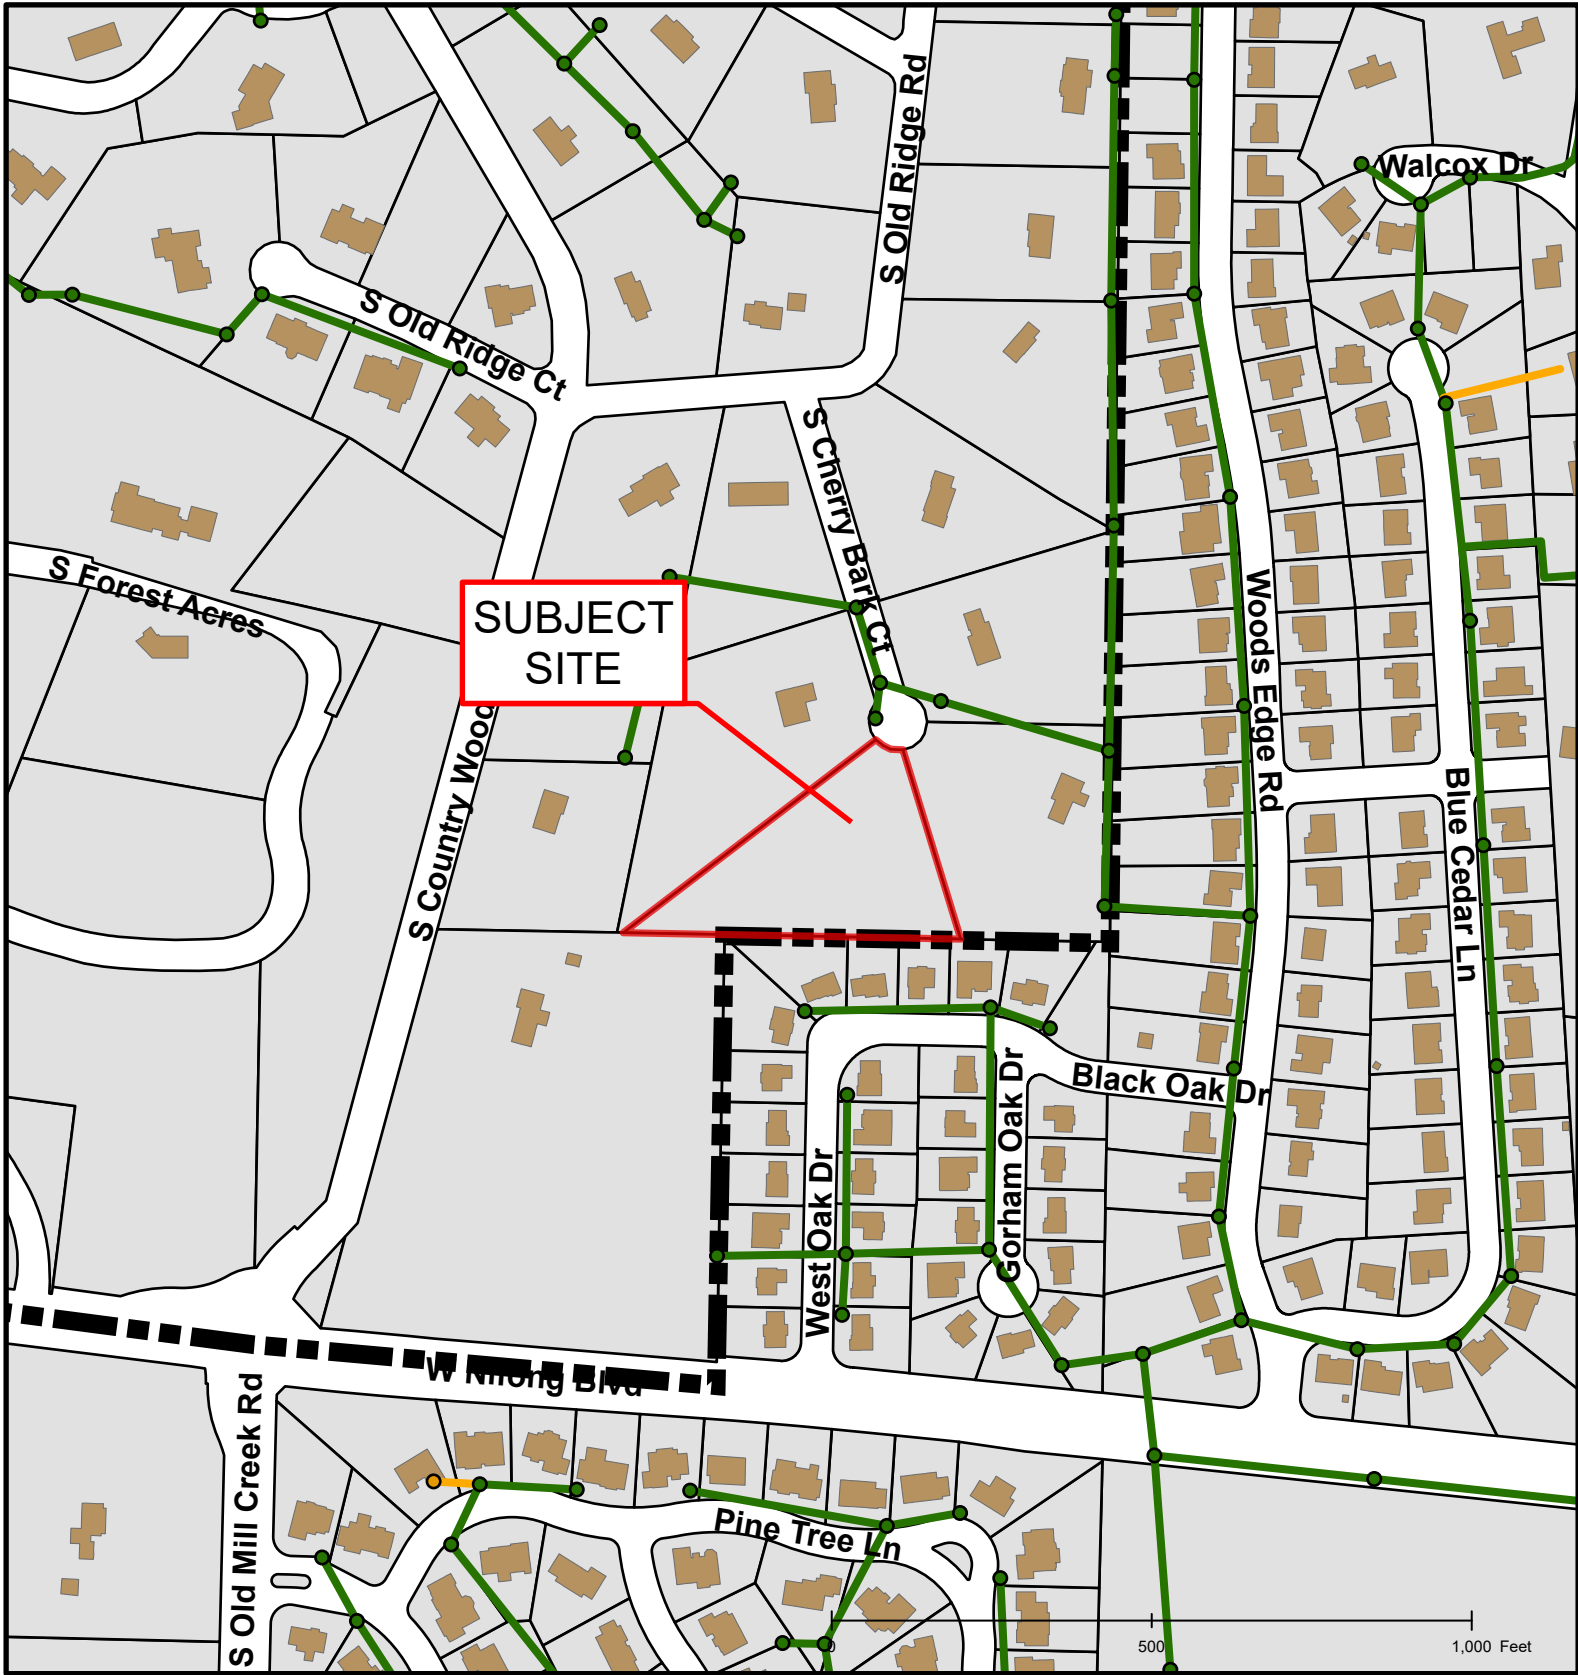 S Old Ridge Rd
Walcox Dr
S Old Ridge Ct
S Cherry Bark Ct
S Forest Acres
SUBJECT
SITE
Woods Edge Rd
S Country Wood
Blue Cedar Ln
Black Oak Dr
Gorham Oak Dr
West Oak Dr
W Nifong Blvd
S Old Mill Creek Rd
Pine Tree Ln
0 500 1,000 Feet